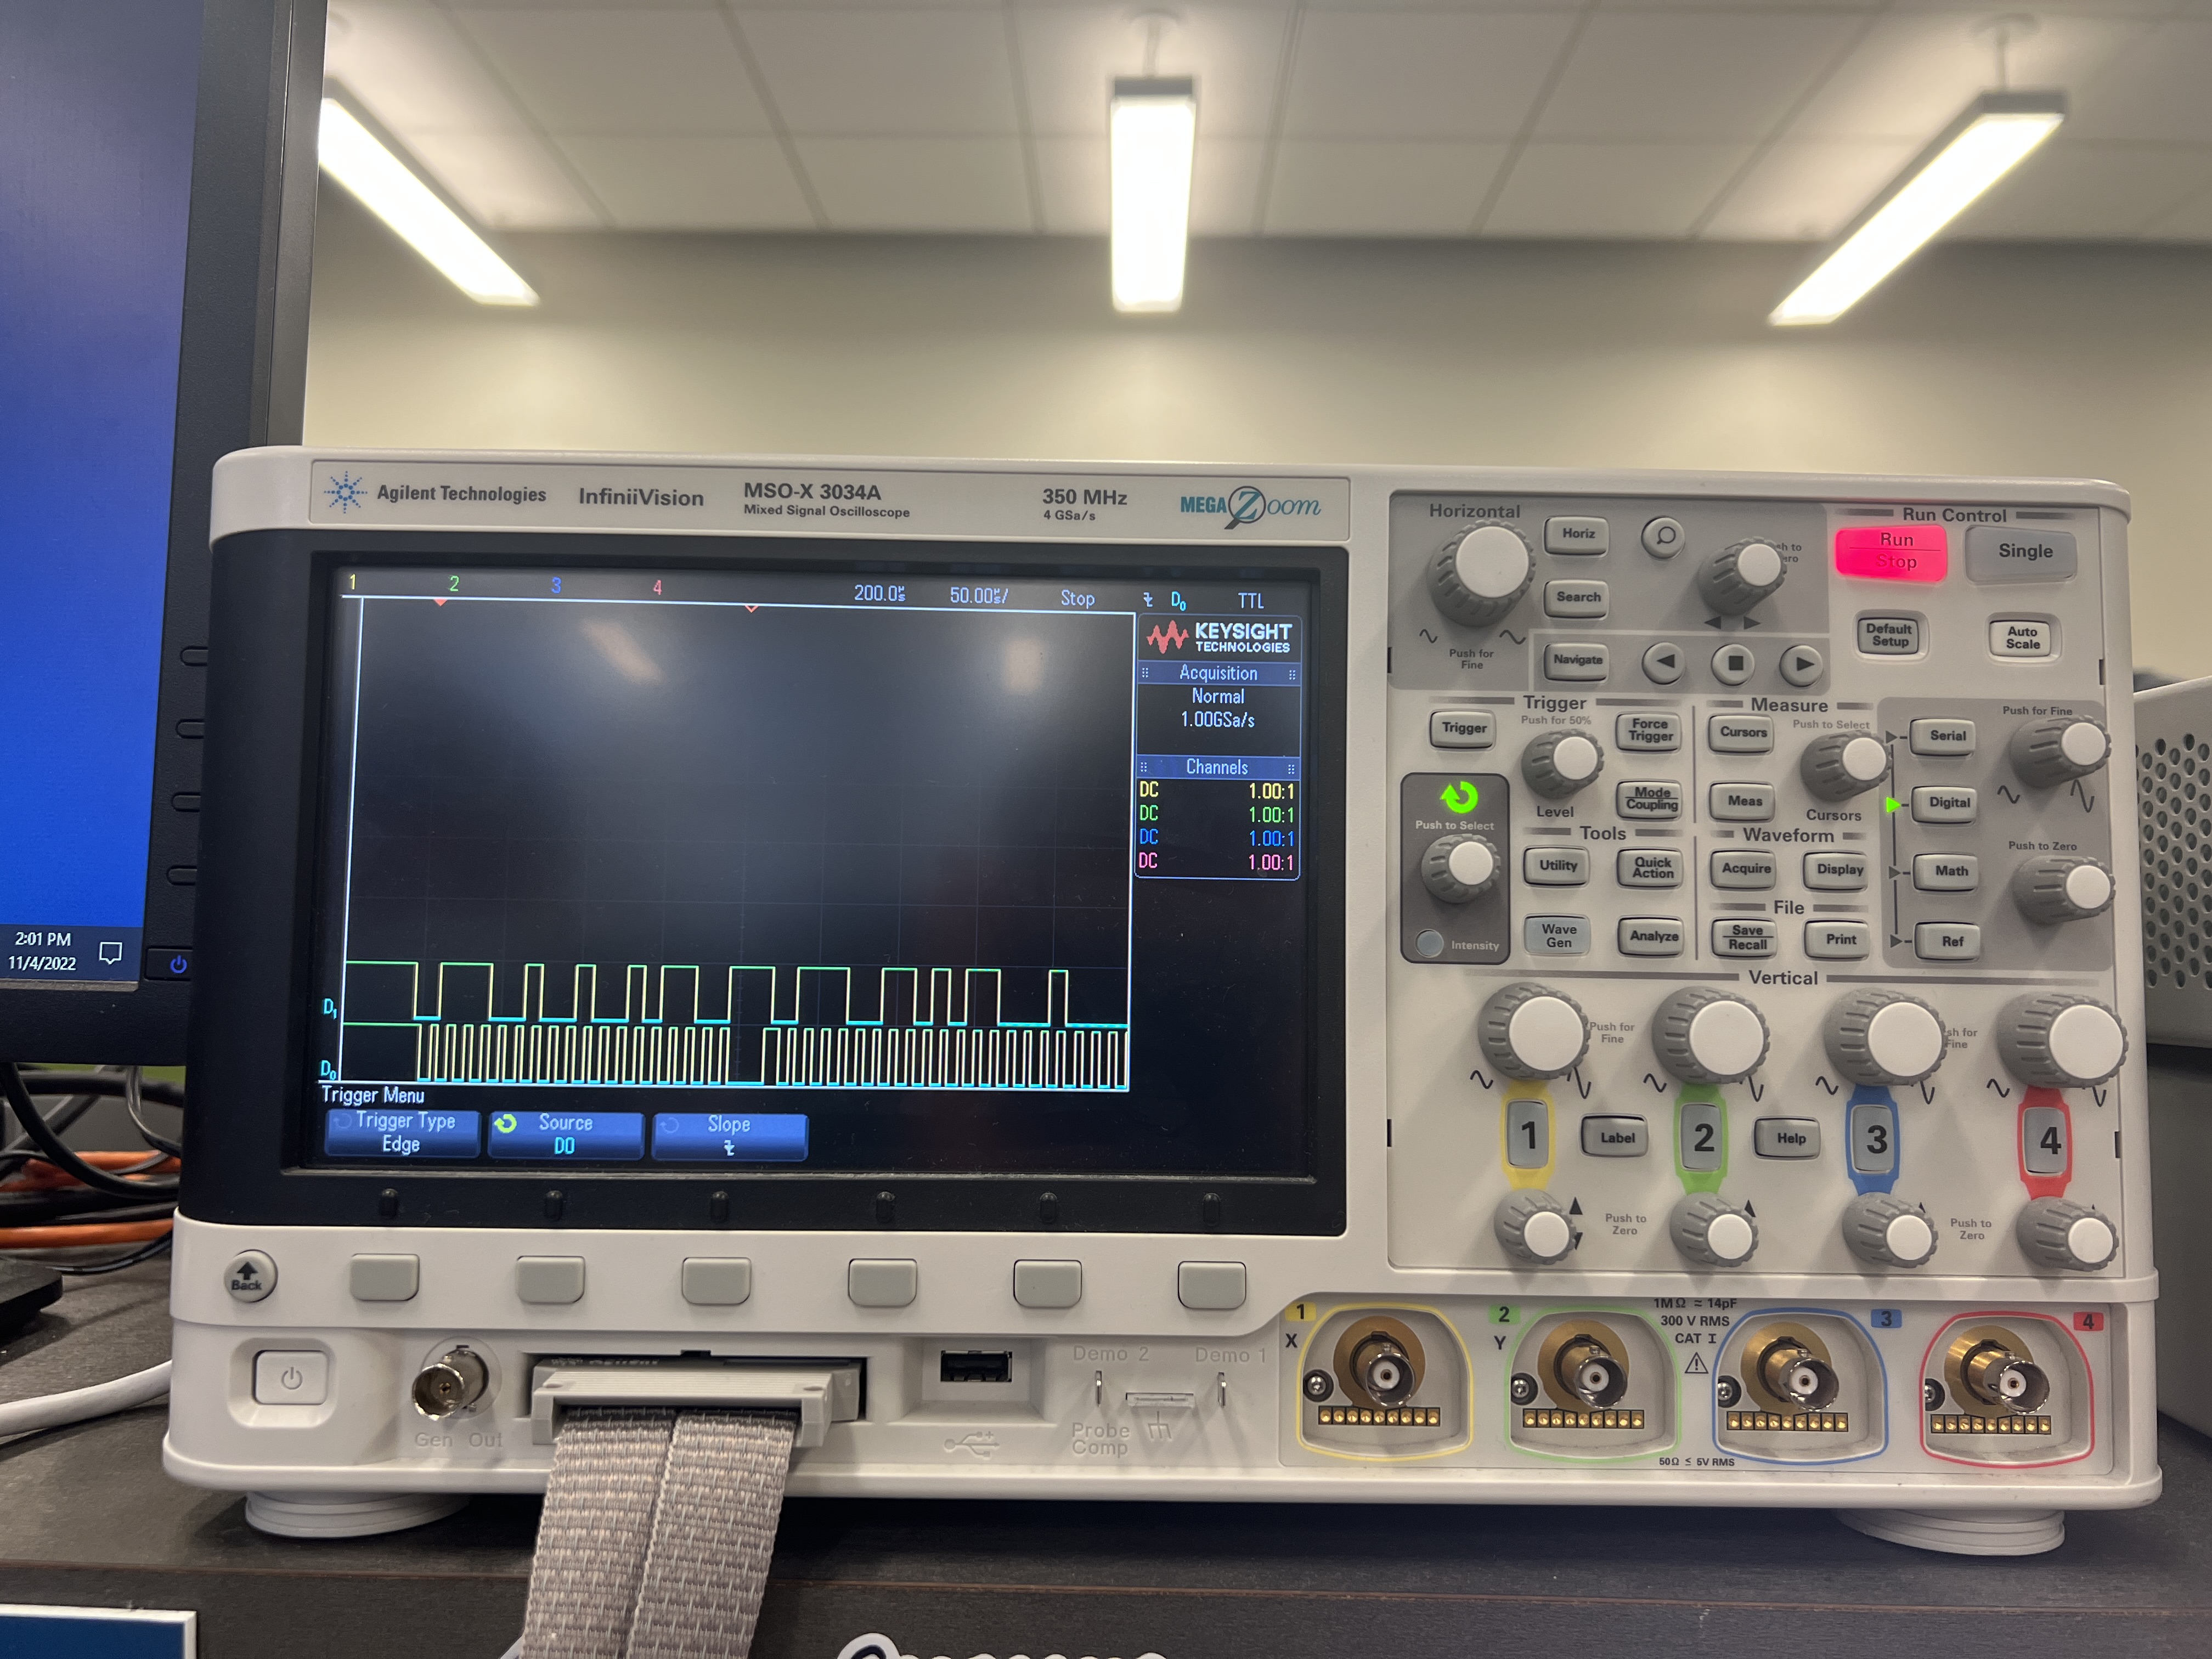 Agilent Technologies InfiniiVision MSO-X 3034A 350 MHz MEGA Zoom
Mixed Signal Oscilloscope 4 GSa/s
1 2 3 4 200.0µs 50.00µs/ Stop D0 TTL
KEYSIGHT
TECHNOLOGIES
Acquisition
Normal
1.00GSa/s
Channels
DC 1.00:1
DC 1.00:1
DC 1.00:1
DC 1.00:1
D1
D0
Trigger Menu
Trigger Type Source Slope
Edge D0
2:01 PM
11/4/2022
Horizontal
Horiz
Search
Navigate
Push for
Fine
Run Control
Run
Stop
Single
Default
Setup
Auto
Scale
Trigger
Push for 50%
Trigger
Force
Trigger
Level
Mode
Coupling
Measure
Cursors
Push to Select
Meas
Cursors
Push for Fine
Serial
Digital
Push to Zero
Math
Ref
Push to Select
Intensity
Tools
Utility
Quick
Action
Wave
Gen
Analyze
Waveform
Acquire
Display
File
Save
Recall
Print
Vertical
Push for
Fine
1 Label 2 Help 3 4
Push to
Zero
Push to
Zero
Back
Gen Out
Demo 2 Demo 1
Probe
Comp
1 X
2 Y
1MΩ = 14pF
300 V RMS
CAT I
3
4
50Ω ≤ 5V RMS